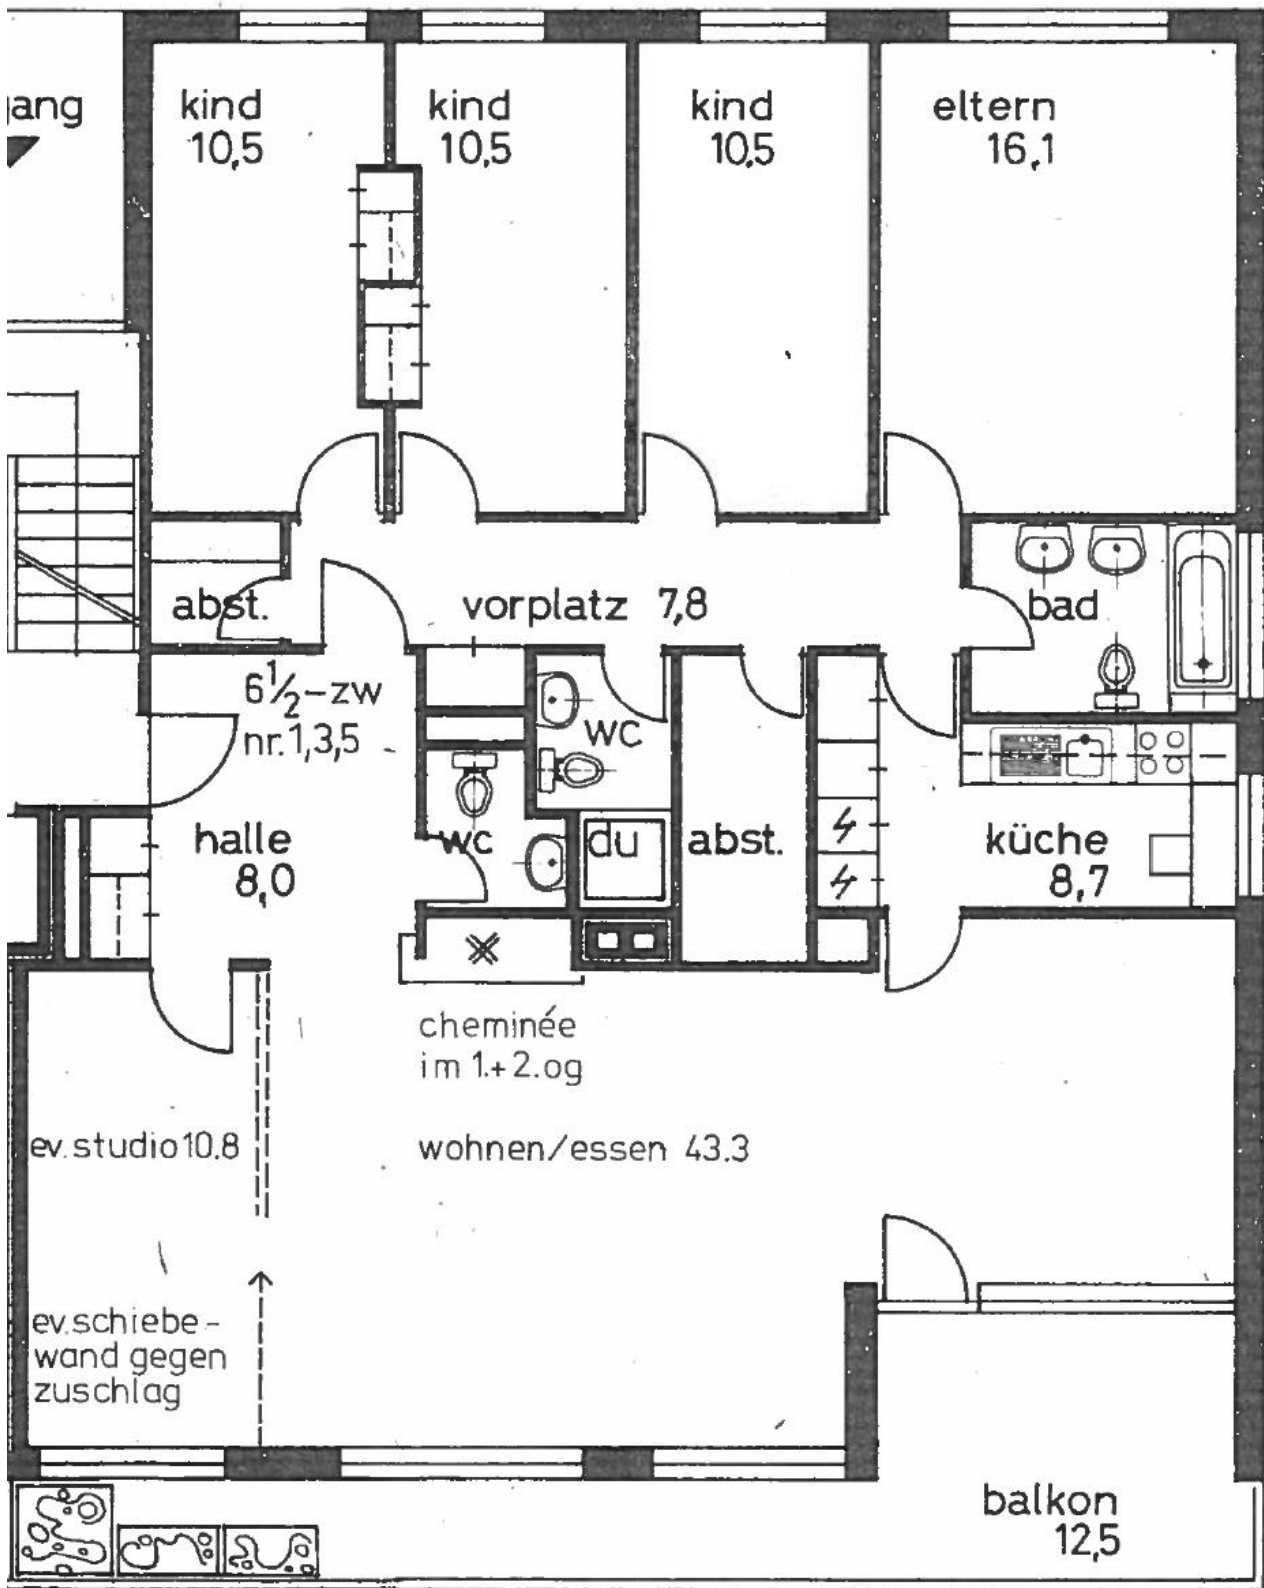 gang
kind
10,5
kind
10,5
kind
10,5
eltern
16,1
abst.
vorplatz 7,8
bad
6½-zw
nr.1,3,5
wc
halle
8,0
wc
du
abst.
küche
8,7
cheminée
im 1.+2.og
ev.studio 10.8
wohnen/essen 43.3
ev.schiebe-
wand gegen
zuschlag
balkon
12,5